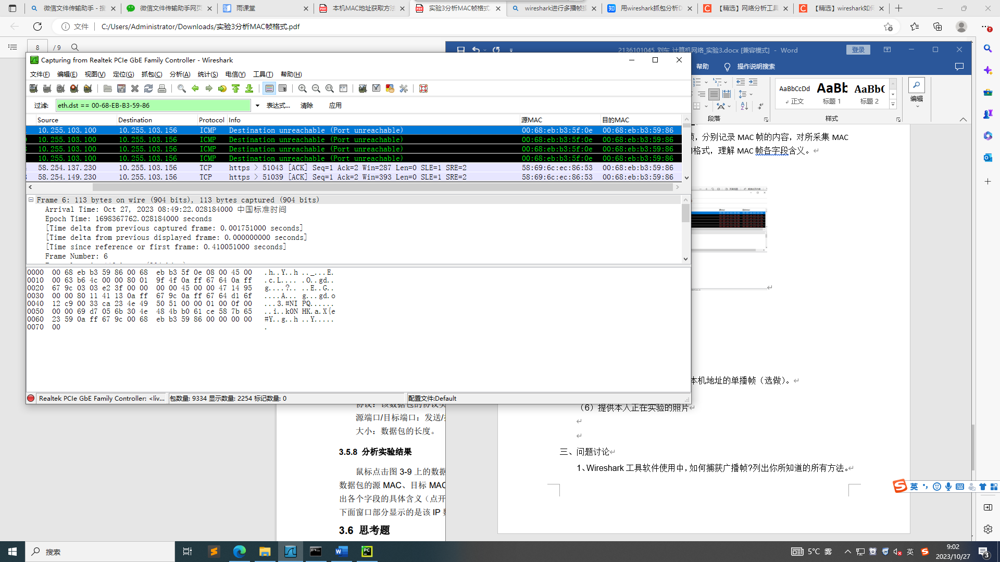 微信文件传输助手 - 搜
微信文件传输助手网页
雨课堂
本机MAC地址获取方法
实验3分析MAC帧格式
wireshark进行多播帧
用wireshark抓包分析
【精选】网络分析工具
【精选】wireshark如何
文件
C:/Users/Administrator/Downloads/实验3分析MAC帧格式.pdf
8 / 9
2136101045_刘东_计算机网络_实验3.docx [兼容模式] - Word
登录
Capturing from Realtek PCIe GbE Family Controller - Wireshark
帮助 操作说明搜索
文件(F) 编辑(E) 视图(V) 定位(G) 抓包(C) 分析(A) 统计(S) 电信(Y) 工具(T) 帮助(H)
AaBbCcDd AaBb AaBbC
正文 标题 1 标题 2
编辑
段落 样式
过滤: eth.dst == 00-68-EB-B3-59-86 表达式... 清除 应用
Source Destination Protocol Info 源MAC 目的MAC
10.255.103.100 10.255.103.156 ICMP Destination unreachable (Port unreachable) 00:68:eb:b3:5f:0e 00:68:eb:b3:59:86
10.255.103.100 10.255.103.156 ICMP Destination unreachable (Port unreachable) 00:68:eb:b3:5f:0e 00:68:eb:b3:59:86
10.255.103.100 10.255.103.156 ICMP Destination unreachable (Port unreachable) 00:68:eb:b3:5f:0e 00:68:eb:b3:59:86
10.255.103.100 10.255.103.156 ICMP Destination unreachable (Port unreachable) 00:68:eb:b3:5f:0e 00:68:eb:b3:59:86
58.254.137.230 10.255.103.156 TCP https > 51043 [ACK] Seq=1 Ack=2 Win=287 Len=0 SLE=1 SRE=2 58:69:6c:ec:86:53 00:68:eb:b3:59:86
58.254.149.230 10.255.103.156 TCP https > 51039 [ACK] Seq=1 Ack=2 Win=393 Len=0 SLE=1 SRE=2 58:69:6c:ec:86:53 00:68:eb:b3:59:86
Frame 6: 113 bytes on wire (904 bits), 113 bytes captured (904 bits)
Arrival Time: Oct 27, 2023 08:49:22.028184000 中国标准时间
Epoch Time: 1698367762.028184000 seconds
[Time delta from previous captured frame: 0.001751000 seconds]
[Time delta from previous displayed frame: 0.000000000 seconds]
[Time since reference or first frame: 0.410051000 seconds]
Frame Number: 6
0000 00 68 eb b3 59 86 00 68 eb b3 5f 0e 08 00 45 00 .h..Y..h .._...E.
0010 00 63 b6 4c 00 00 80 01 9f 4f 0a ff 67 64 0a ff .c.L.... .O..gd..
0020 67 9c 03 03 e2 3f 00 00 00 00 45 00 00 47 14 95 g....?.. ..E..G..
0030 00 00 80 11 41 13 0a ff 67 9c 0a ff 67 64 d1 6f ....A... g...gd.o
0040 12 c9 00 33 ca 23 4e 49 50 51 00 00 01 00 0f 00 ...3.#NI PQ......
0050 00 00 69 d7 05 6b 30 4e 48 4b b0 61 ce 58 7b 65 ..i..k0N HK.a.X{e
0060 23 59 0a ff 67 9c 00 68 eb b3 59 86 00 00 00 00 #Y..g..h ..Y.....
0070 00 .
Realtek PCIe GbE Family Controller: <liv... 包数量: 9334 显示数量: 2254 标记数量: 0 配置文件:Default
帧，分别记录 MAC 帧的内容，对所采集 MAC
的格式，理解 MAC 帧各字段含义。
本机地址的单播帧（选做）。
（6）提供本人正在实验的照片
三、问题讨论
1、Wireshark 工具软件使用中，如何捕获广播帧?列出你所知道的所有方法。
源端口/目标端口：发送/
大小：数据包的长度。
3.5.8 分析实验结果
鼠标点击图 3-9 上的数据
数据包的源 MAC、目标 MAC
出各个字段的具体含义（点开
下面窗口部分显示的是该 IP 数
3.6 思考题
英
搜索
5°C 雾
英
9:02
2023/10/27
3